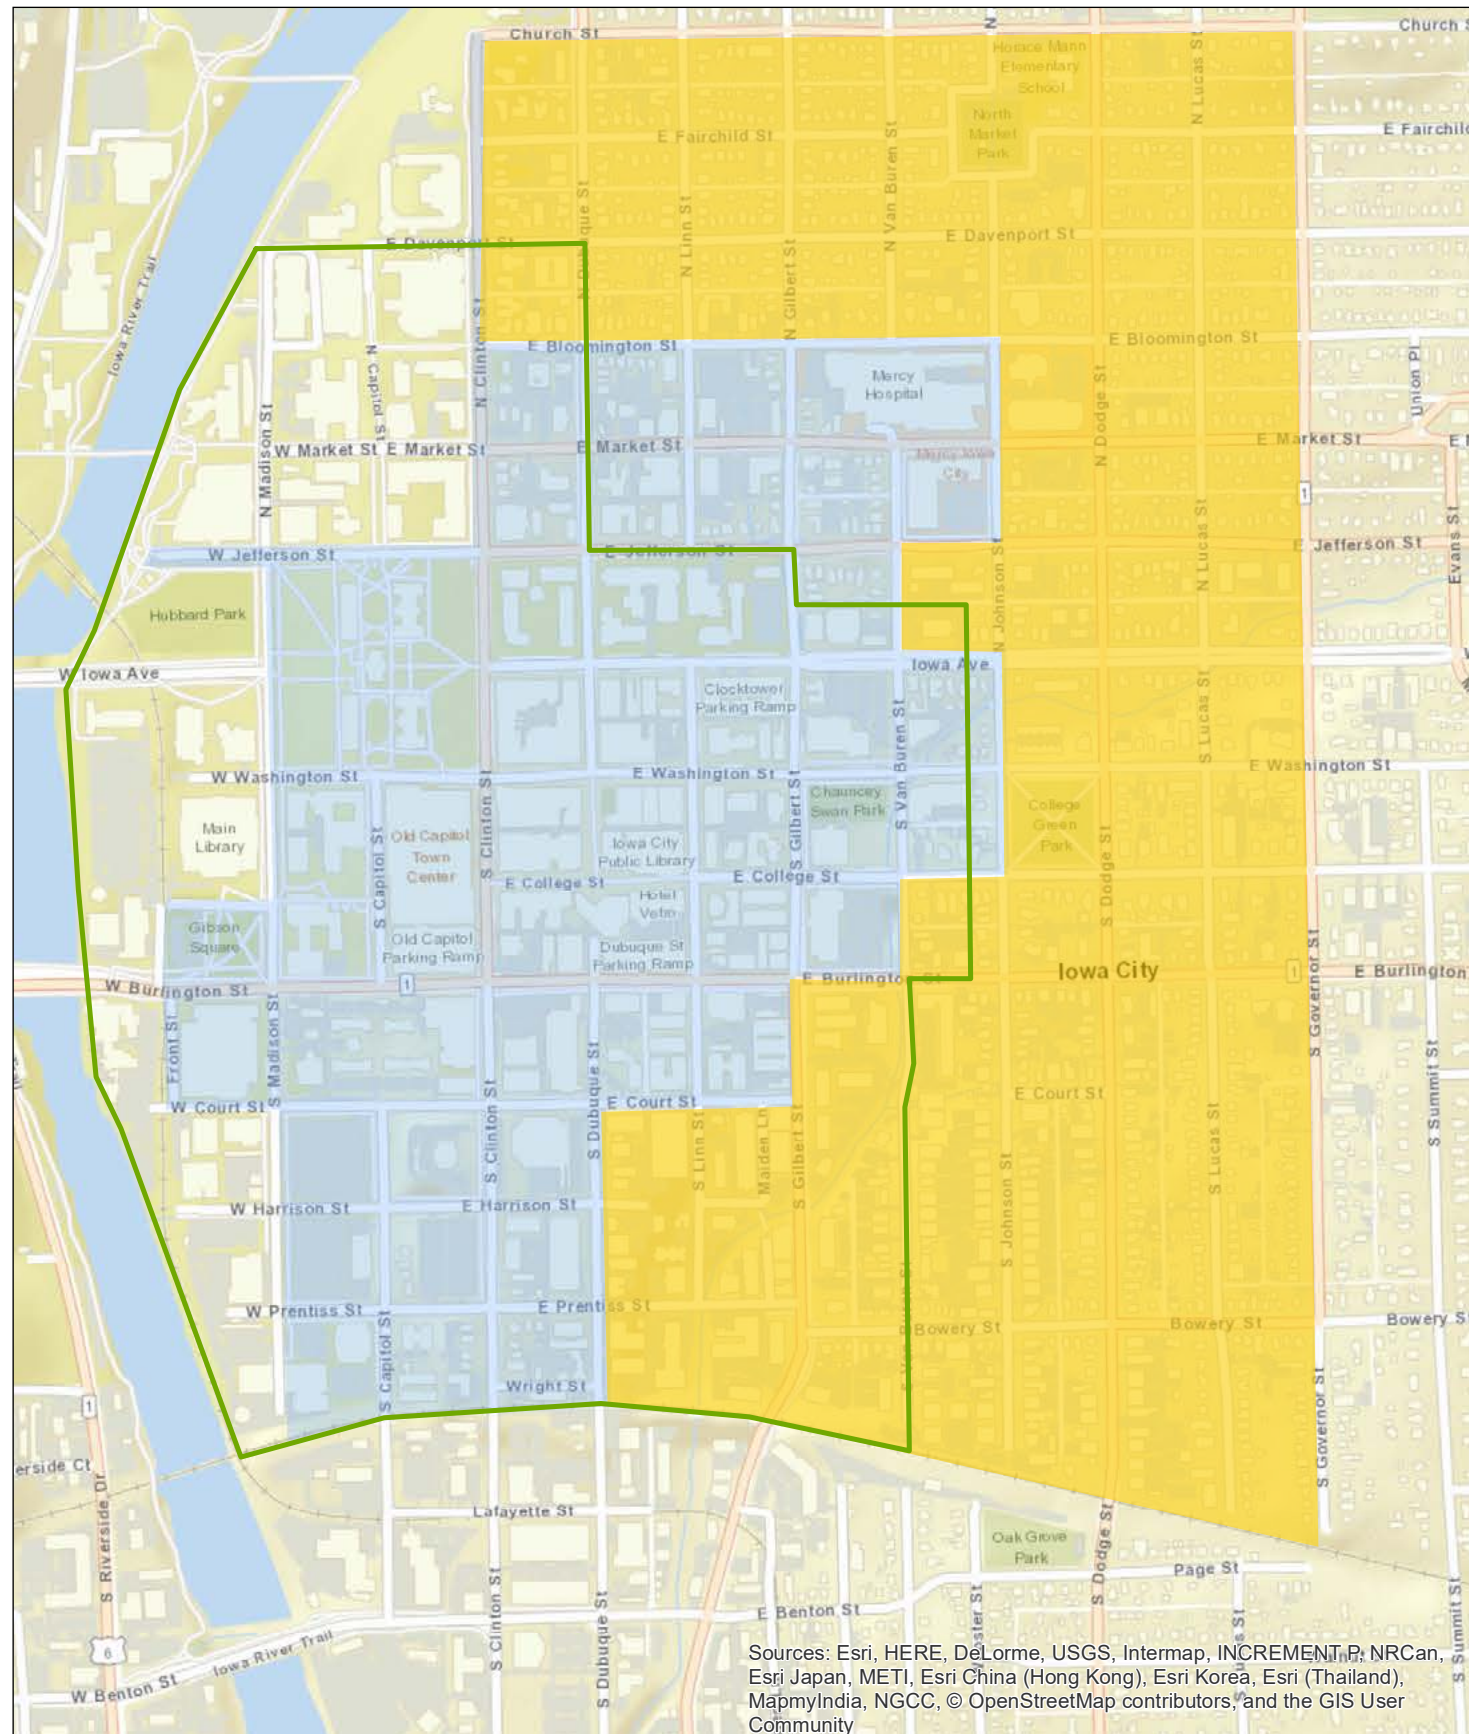 Church St
Church S
Horace Mann
Elementary
School
N
N Lucas St
North
Market
Park
E Fairchild St
E Fairchild
N Van Buren St
N Linn St
N Gilbert St
E Davenport St
E Davenport St
Iowa River Trail
N Clinton St
E Bloomington St
E Bloomington St
Union Pl
N Capitol St
Mercy
Hospital
N Dodge St
N Madison St
W Market St
E Market St
E Market St
E Market St
Mercy Iowa
City
1
N Lucas St
Evans St
W Jefferson St
E Jefferson St
E Jefferson St
N Johnson St
Hubbard Park
W Iowa Ave
Iowa Ave
Clocktower
Parking Ramp
S Lucas St
S Van Buren St
W Washington St
E Washington St
E Washington St
S Clinton St
S Gilbert St
Chauncey
Swan Park
College
Green
Park
Main
Library
S Capitol St
Old Capitol
Town
Center
Iowa City
Public Library
S Dodge St
E College St
E College St
Hotel
Vetro
Gibson
Square
Old Capitol
Parking Ramp
Dubuque St
Parking Ramp
S Governor St
W Burlington St
1
E Burlington St
Iowa City
1
E Burlington
Front St
S Madison St
S Dubuque St
S Clinton St
W Court St
E Court St
E Court St
S Linn St
Maiden Ln
S Gilbert St
S Johnson St
S Lucas St
S Summit St
W Harrison St
E Harrison St
W Prentiss St
E Prentiss St
Bowery St
Bowery St
Bowery S
S Capitol St
Wright St
1
S Governor St
erside Ct
S Riverside Dr
Lafayette St
Oak Grove
Park
S Dodge St
Page St
S Clinton St
S Dubuque St
E Benton St
S Summit St
6
Iowa River Trail
W Benton St
Sources: Esri, HERE, DeLorme, USGS, Intermap, INCREMENT P, NRCan,
Esri Japan, METI, Esri China (Hong Kong), Esri Korea, Esri (Thailand),
MapmyIndia, NGCC, © OpenStreetMap contributors, and the GIS User
Community